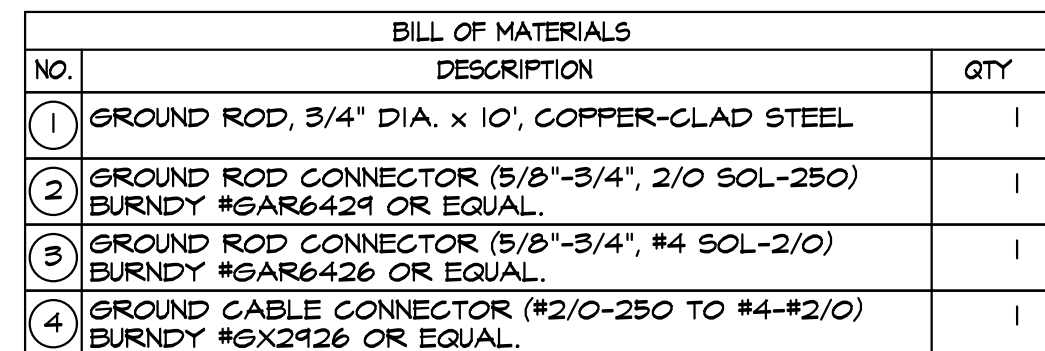 BILL OF MATERIALS
NO. DESCRIPTION QTY
1 GROUND ROD, 3/4" DIA. x 10', COPPER-CLAD STEEL 1
2 GROUND ROD CONNECTOR (5/8"-3/4", 2/0 SOL-250) 1
BURNDY #GAR6429 OR EQUAL.
3 GROUND ROD CONNECTOR (5/8"-3/4", #4 SOL-2/0) 1
BURNDY #GAR6426 OR EQUAL.
4 GROUND CABLE CONNECTOR (#2/0-250 TO #4-#2/0) 1
BURNDY #GX2926 OR EQUAL.